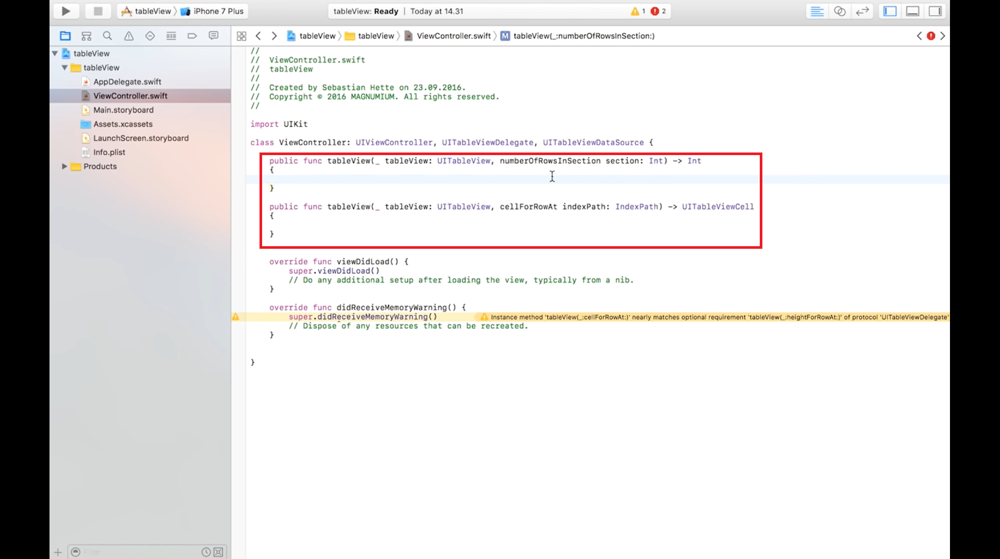 tableView iPhone 7 Plus
tableView: Ready | Today at 14.31
1 2
tableView
tableView
AppDelegate.swift
ViewController.swift
Main.storyboard
Assets.xcassets
LaunchScreen.storyboard
Info.plist
Products
Filter
tableView tableView ViewController.swift M tableView(_:numberOfRowsInSection:)
//
// ViewController.swift
// tableView
//
// Created by Sebastian Hette on 23.09.2016.
// Copyright © 2016 MAGNUMIUM. All rights reserved.
//
import UIKit
class ViewController: UIViewController, UITableViewDelegate, UITableViewDataSource {
public func tableView(_ tableView: UITableView, numberOfRowsInSection section: Int) -> Int
{
}
public func tableView(_ tableView: UITableView, cellForRowAt indexPath: IndexPath) -> UITableViewCell
{
}
override func viewDidLoad() {
super.viewDidLoad()
// Do any additional setup after loading the view, typically from a nib.
}
override func didReceiveMemoryWarning() {
super.didReceiveMemoryWarning() Instance method 'tableView(_:cellForRowAt:)' nearly matches optional requirement 'tableView(_:heightForRowAt:)' of protocol 'UITableViewDelegate'
// Dispose of any resources that can be recreated.
}
}